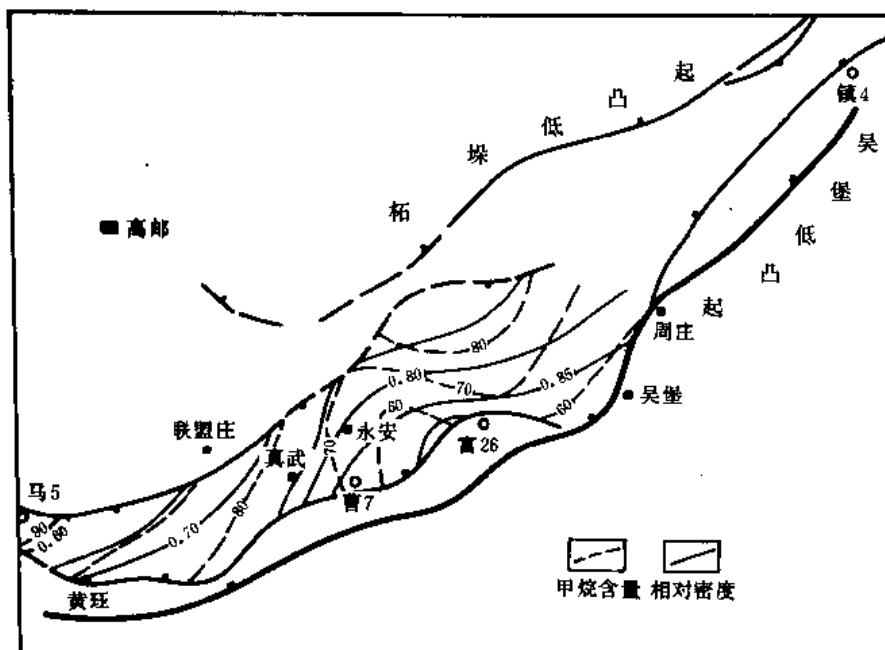 柘垛低凸起
镇4
吴堡低凸起
高邮
周庄
吴堡
80
0.80
70
0.85
60
60
联盟庄
永安
富26
真武
70
曹7
马5
80
0.70
80
0.60
黄珏
甲烷含量 相对密度